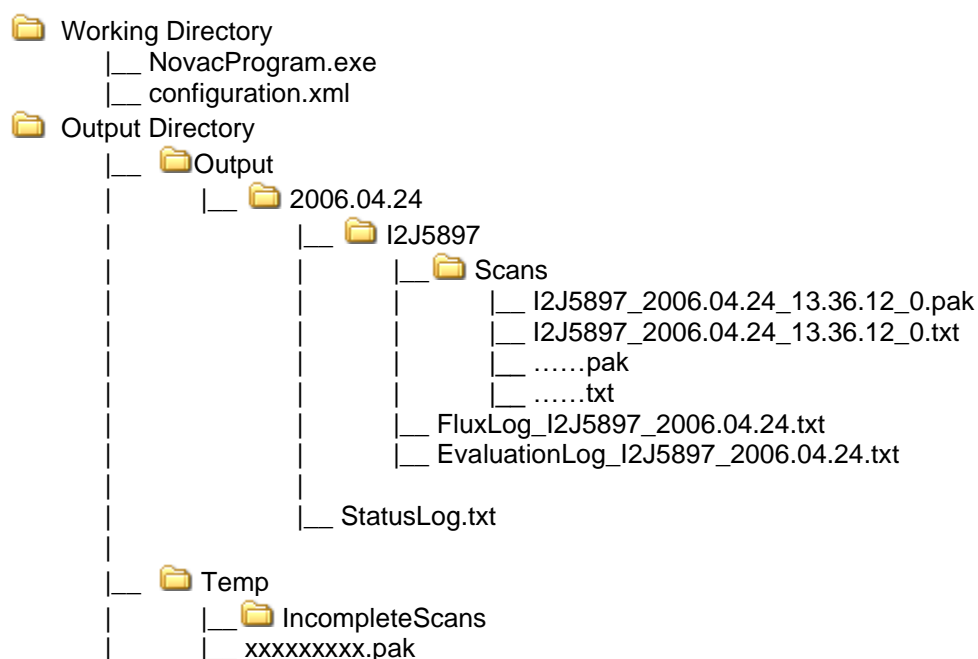 Working Directory
|__ NovacProgram.exe
|__ configuration.xml
Output Directory
|__ Output
| |__ 2006.04.24
| |__ I2J5897
| | |__ Scans
| | | |__ I2J5897_2006.04.24_13.36.12_0.pak
| | | |__ I2J5897_2006.04.24_13.36.12_0.txt
| | | |__ ……pak
| | | |__ ……txt
| | |__ FluxLog_I2J5897_2006.04.24.txt
| | |__ EvaluationLog_I2J5897_2006.04.24.txt
| |
| |__ StatusLog.txt
|
|__ Temp
| |__ IncompleteScans
| |__ xxxxxxxxx.pak